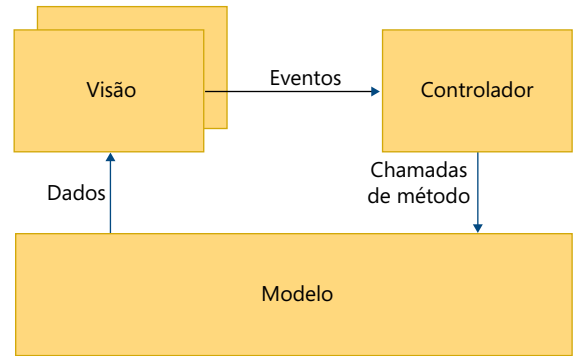 Visão
Eventos
Controlador
Dados
Chamadas
de método
Modelo